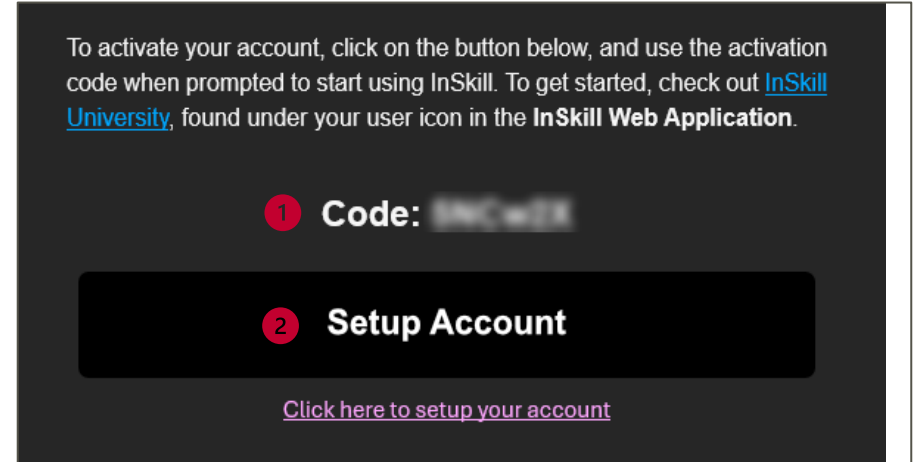 To activate your account, click on the button below, and use the activation
code when prompted to start using InSkill. To get started, check out InSkill
University, found under your user icon in the InSkill Web Application.
1 Code:
2 Setup Account
Click here to setup your account